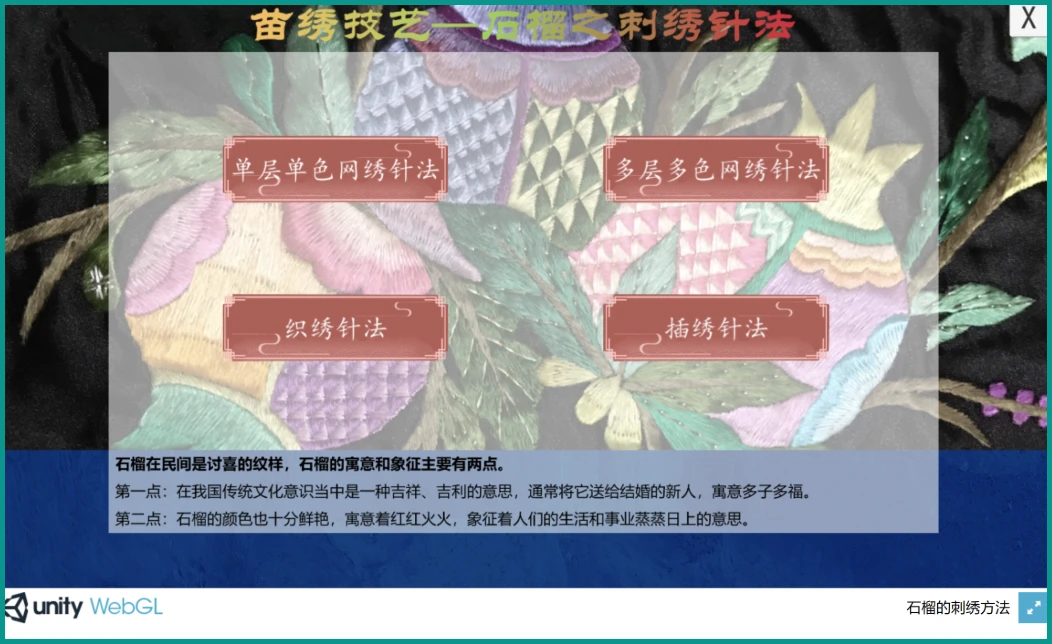 苗绣技艺—石榴之刺绣针法
X
单层单色网绣针法
多层多色网绣针法
织绣针法
插绣针法
石榴在民间是讨喜的纹样，石榴的寓意和象征主要有两点。
第一点：在我国传统文化意识当中是一种吉祥、吉利的意思，通常将它送给结婚的新人，寓意多子多福。
第二点：石榴的颜色也十分鲜艳，寓意着红红火火，象征着人们的生活和事业蒸蒸日上的意思。
unity WebGL
石榴的刺绣方法